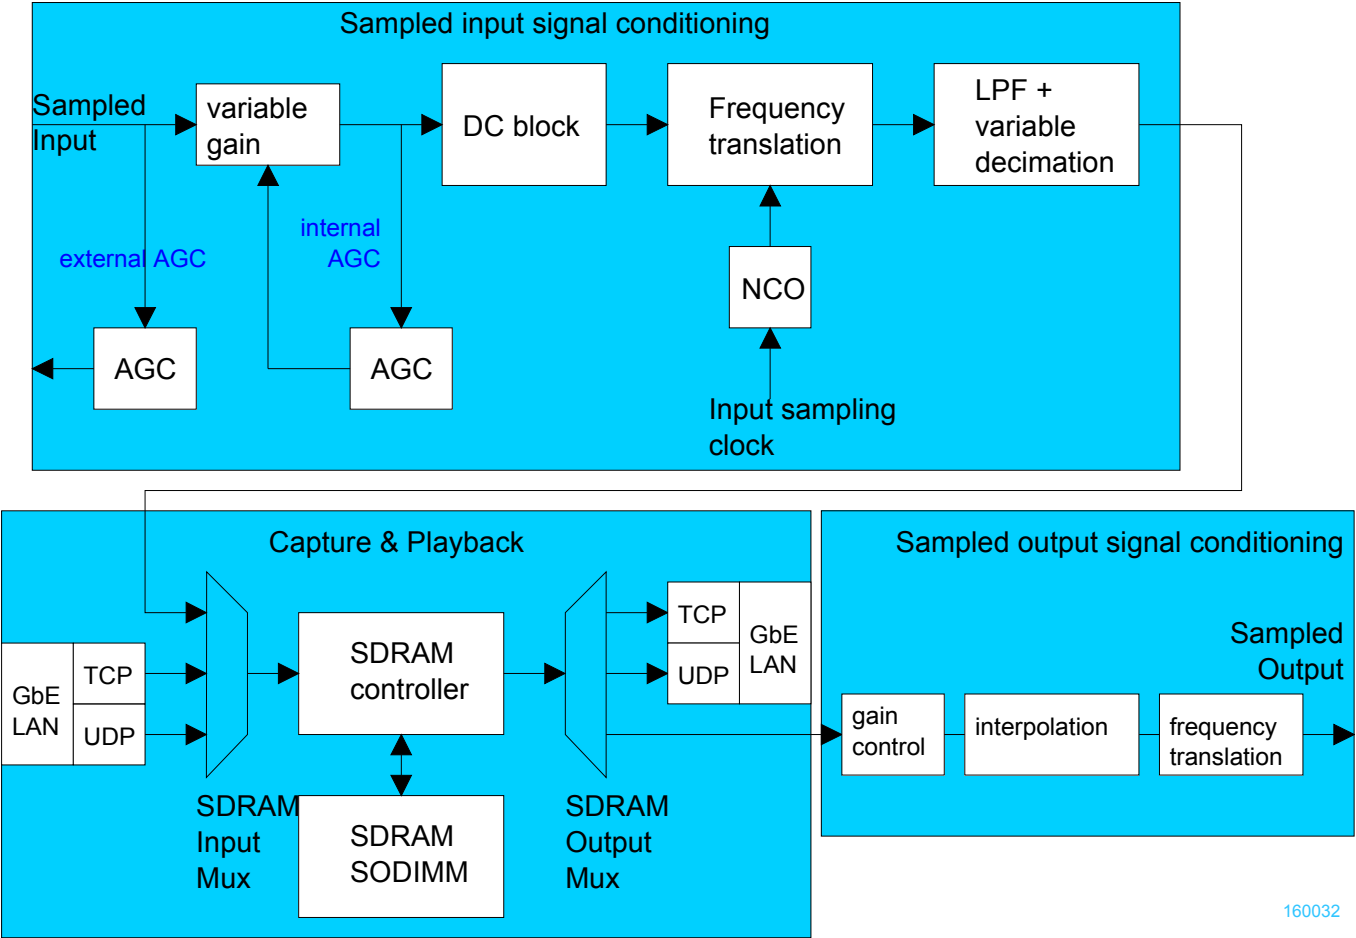 Sampled input signal conditioning
Sampled
Input
variable
gain
DC block
Frequency
translation
LPF +
variable
decimation
external AGC
internal
AGC
NCO
AGC
AGC
Input sampling
clock
Capture & Playback
GbE
LAN
TCP
UDP
SDRAM
controller
TCP
UDP
GbE
LAN
SDRAM
Input
Mux
SDRAM
SODIMM
SDRAM
Output
Mux
Sampled output signal conditioning
Sampled
Output
gain
control
interpolation
frequency
translation
160032